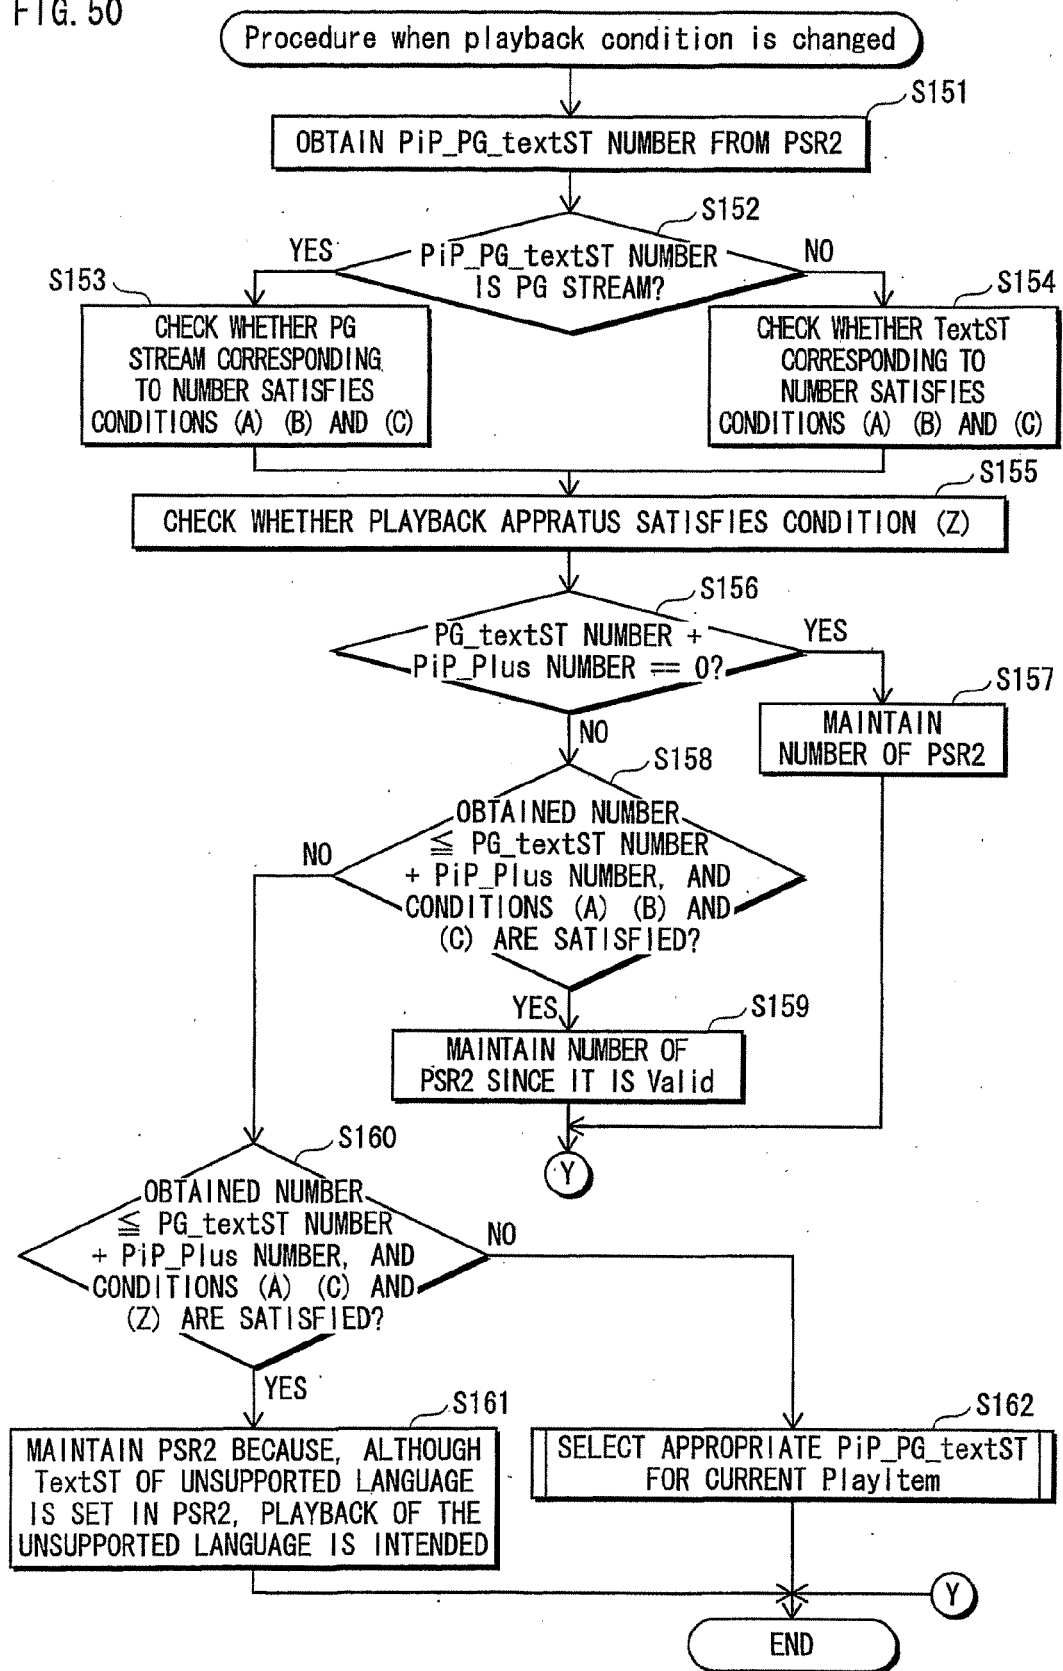 FIG. 50
Procedure when playback condition is changed
S151
OBTAIN PiP_PG_textST NUMBER FROM PSR2
S152
PiP_PG_textST NUMBER
IS PG STREAM?
YES
NO
S153
CHECK WHETHER PG
STREAM CORRESPONDING
TO NUMBER SATISFIES
CONDITIONS (A) (B) AND (C)
S154
CHECK WHETHER TextST
CORRESPONDING TO
NUMBER SATISFIES
CONDITIONS (A) (B) AND (C)
S155
CHECK WHETHER PLAYBACK APPRATUS SATISFIES CONDITION (Z)
S156
PG_textST NUMBER +
PiP_Plus NUMBER == 0?
YES
NO
S157
MAINTAIN
NUMBER OF PSR2
S158
OBTAINED NUMBER
≦ PG_textST NUMBER
+ PiP_Plus NUMBER, AND
CONDITIONS (A) (B) AND
(C) ARE SATISFIED?
NO
YES
S159
MAINTAIN NUMBER OF
PSR2 SINCE IT IS Valid
Y
S160
OBTAINED NUMBER
≦ PG_textST NUMBER
+ PiP_Plus NUMBER, AND
CONDITIONS (A) (C) AND
(Z) ARE SATISFIED?
NO
YES
S161
MAINTAIN PSR2 BECAUSE, ALTHOUGH
TextST OF UNSUPPORTED LANGUAGE
IS SET IN PSR2, PLAYBACK OF THE
UNSUPPORTED LANGUAGE IS INTENDED
S162
SELECT APPROPRIATE PiP_PG_textST
FOR CURRENT PlayItem
Y
END